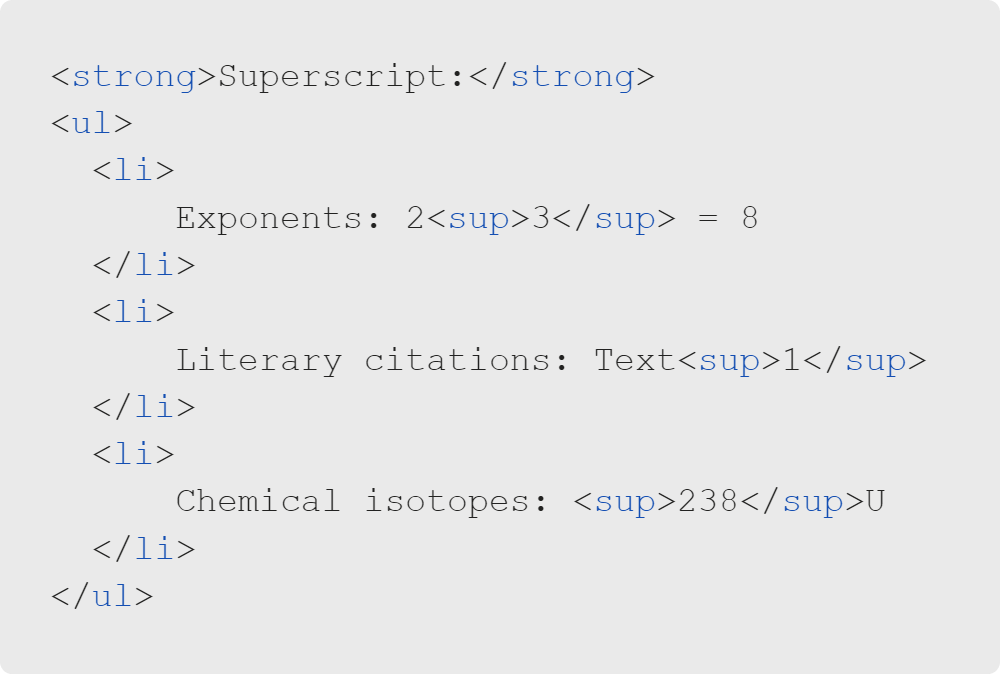 <strong>Superscript:</strong>
<ul>
  <li>
      Exponents: 2<sup>3</sup> = 8
  </li>
  <li>
      Literary citations: Text<sup>1</sup>
  </li>
  <li>
      Chemical isotopes: <sup>238</sup>U
  </li>
</ul>